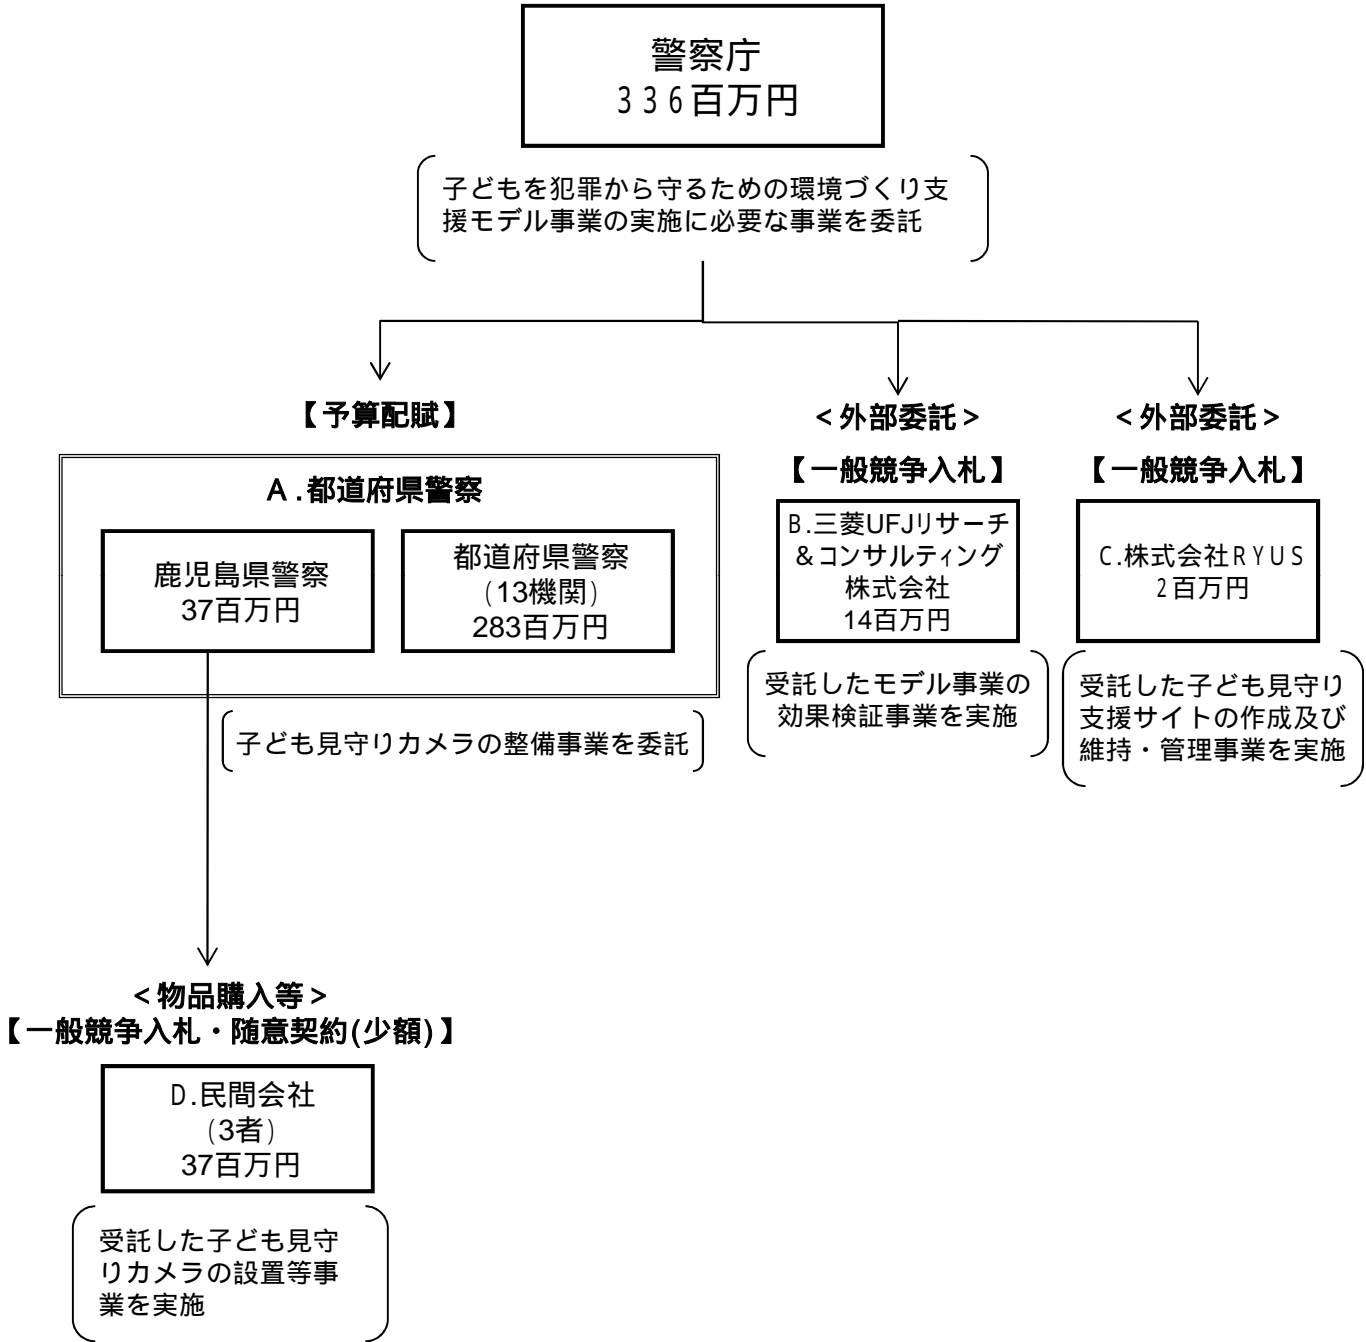 警察庁
336百万円
子どもを犯罪から守るための環境づくり支
援モデル事業の実施に必要な事業を委託
【予算配賦】
A.都道府県警察
鹿児島県警察
37百万円
都道府県警察
(13機関)
283百万円
子ども見守りカメラの整備事業を委託
<外部委託>
【一般競争入札】
B.三菱UFJリサーチ
&コンサルティング
株式会社
14百万円
受託したモデル事業の
効果検証事業を実施
<外部委託>
【一般競争入札】
C.株式会社RYUS
2百万円
受託した子ども見守り
支援サイトの作成及び
維持・管理事業を実施
<物品購入等>
【一般競争入札・随意契約(少額)】
D.民間会社
(3者)
37百万円
受託した子ども見守
りカメラの設置等事
業を実施